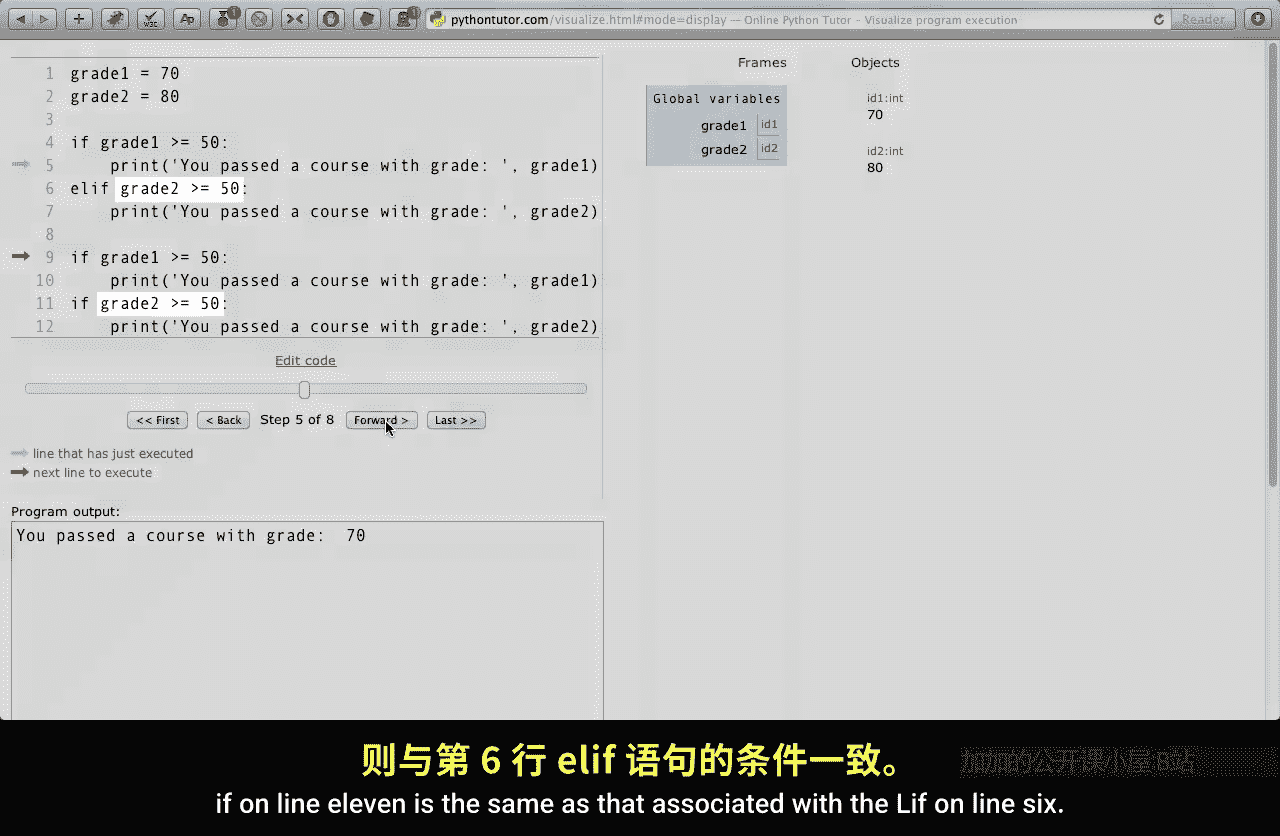 pythontutor.com/visualize.html#mode=display — Online Python Tutor - Visualize program execution
Reader
W3C
Ap
1
1
Frames
Objects
1 grade1 = 70
2 grade2 = 80
3
4 if grade1 >= 50:
5 print('You passed a course with grade: ', grade1)
6 elif grade2 >= 50:
7 print('You passed a course with grade: ', grade2)
8
9 if grade1 >= 50:
10 print('You passed a course with grade: ', grade1)
11 if grade2 >= 50:
12 print('You passed a course with grade: ', grade2)
Global variables
grade1 id1
grade2 id2
id1:int
70
id2:int
80
Edit code
<< First < Back Step 5 of 8 Forward > Last >>
line that has just executed
next line to execute
Program output:
You passed a course with grade:  70
则与第 6 行 elif 语句的条件一致。
加加的公开课小屋B站
if on line eleven is the same as that associated with the Lif on line six.